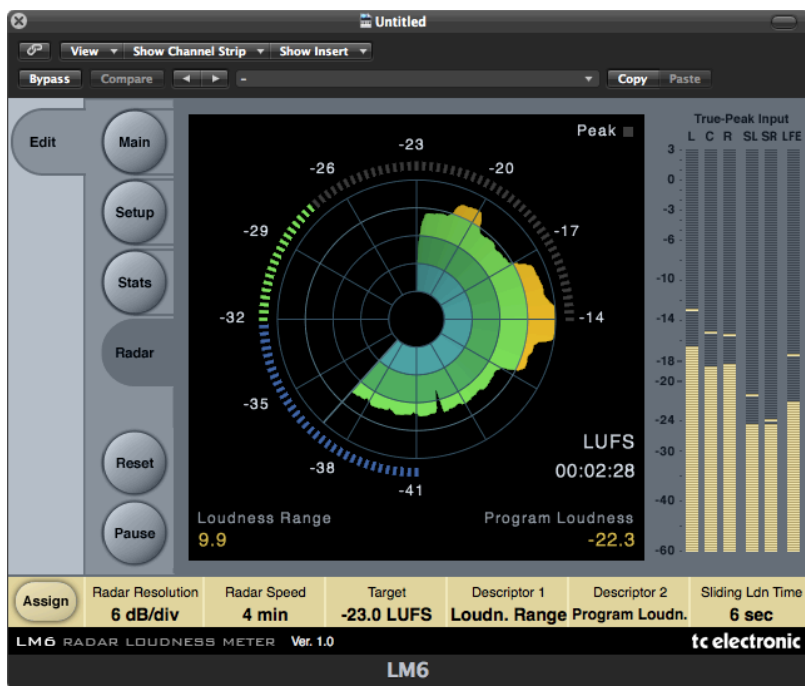 Untitled
View Show Channel Strip Show Insert
Bypass Compare - Copy Paste
Edit
Main
Setup
Stats
Radar
Reset
Pause
Peak
-23
-26 -20
-29 -17
-32 -14
-35
-38
-41
LUFS
00:02:28
Loudness Range Program Loudness
9.9 -22.3
True-Peak Input
L C R SL SR LFE
3
0
-3
-6
-10
-14
-18
-20
-24
-30
-40
-60
Assign
Radar Resolution Radar Speed Target Descriptor 1 Descriptor 2 Sliding Ldn Time
6 dB/div 4 min -23.0 LUFS Loudn. Range Program Loudn. 6 sec
LM6 RADAR LOUDNESS METER Ver. 1.0 tc electronic
LM6